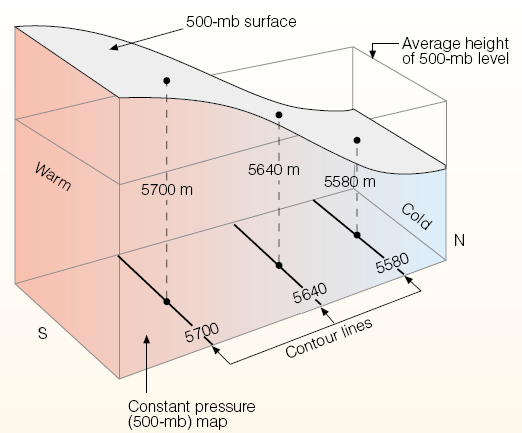 500-mb surface
Average height
of 500-mb level
Warm
5700 m
5640 m
5580 m
Cold
N
S
5700
5640
5580
Contour lines
Constant pressure
(500-mb) map